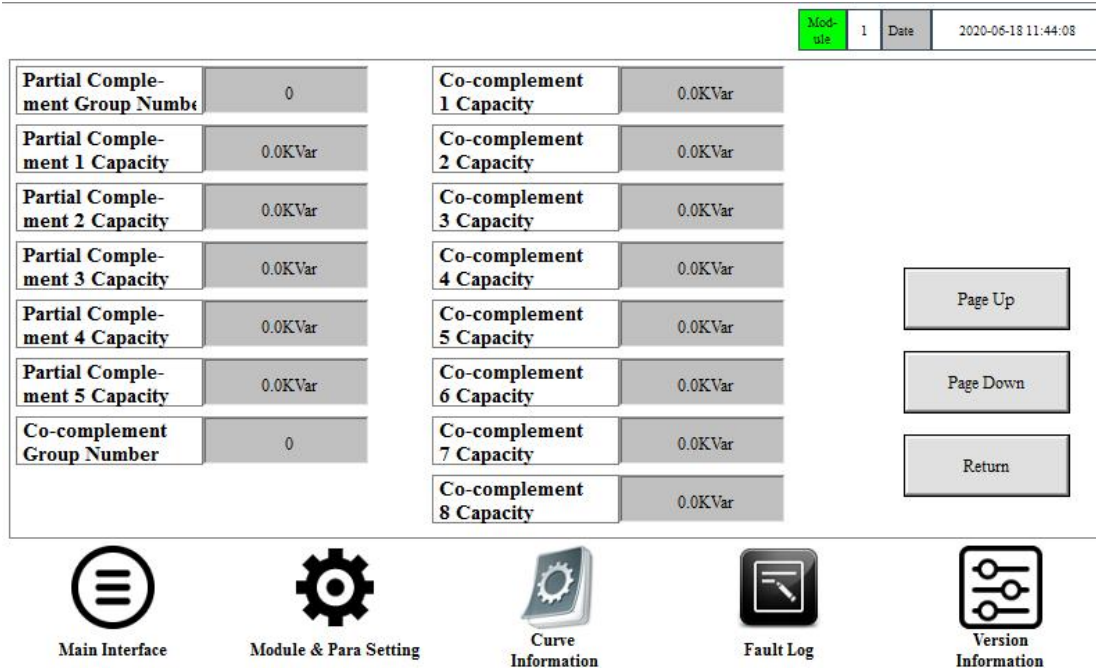 Mod-
ule
1
Date
2020-06-18 11:44:08
Partial Comple-
ment Group Numbe
0
Co-complement
1 Capacity
0.0KVar
Partial Comple-
ment 1 Capacity
0.0KVar
Co-complement
2 Capacity
0.0KVar
Partial Comple-
ment 2 Capacity
0.0KVar
Co-complement
3 Capacity
0.0KVar
Partial Comple-
ment 3 Capacity
0.0KVar
Co-complement
4 Capacity
0.0KVar
Partial Comple-
ment 4 Capacity
0.0KVar
Co-complement
5 Capacity
0.0KVar
Partial Comple-
ment 5 Capacity
0.0KVar
Co-complement
6 Capacity
0.0KVar
Co-complement
Group Number
0
Co-complement
7 Capacity
0.0KVar
Co-complement
8 Capacity
0.0KVar
Page Up
Page Down
Return
Main Interface
Module & Para Setting
Curve
Information
Fault Log
Version
Information